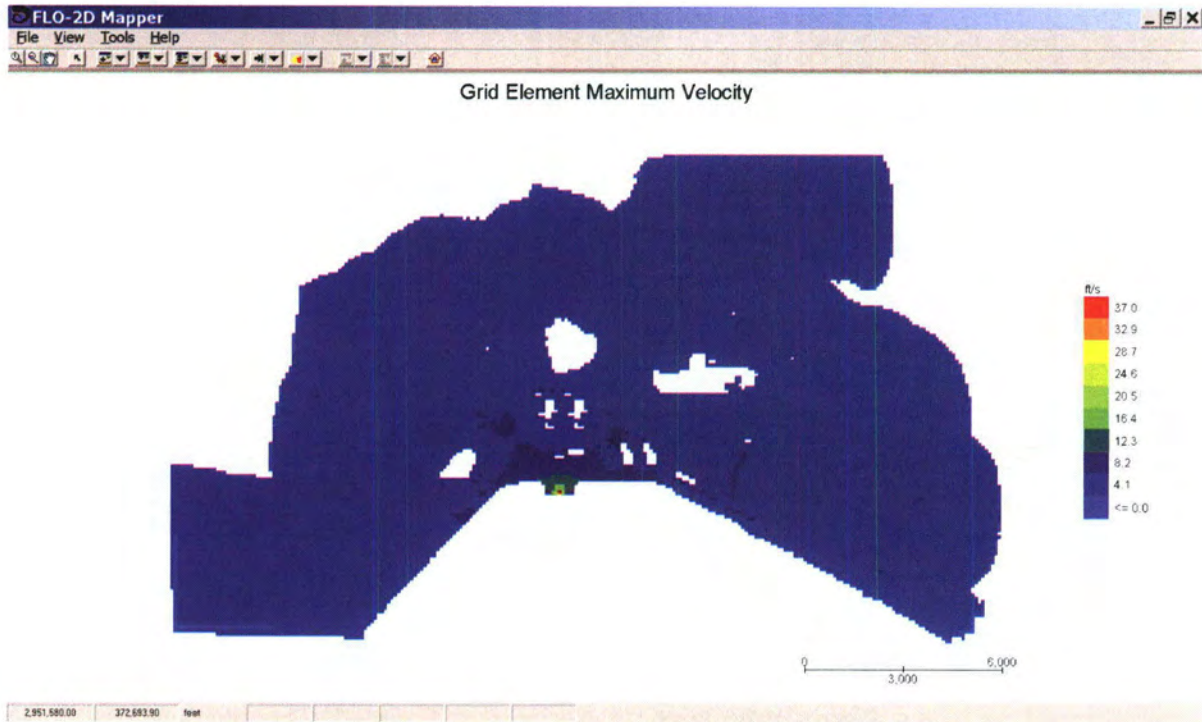 FLO-2D Mapper
File View Tools Help
Grid Element Maximum Velocity
ft/s
37.0
32.9
28.7
24.6
20.5
16.4
12.3
8.2
4.1
<= 0.0
0 6,000
3,000
2,951,580.00 372,693.90 feet